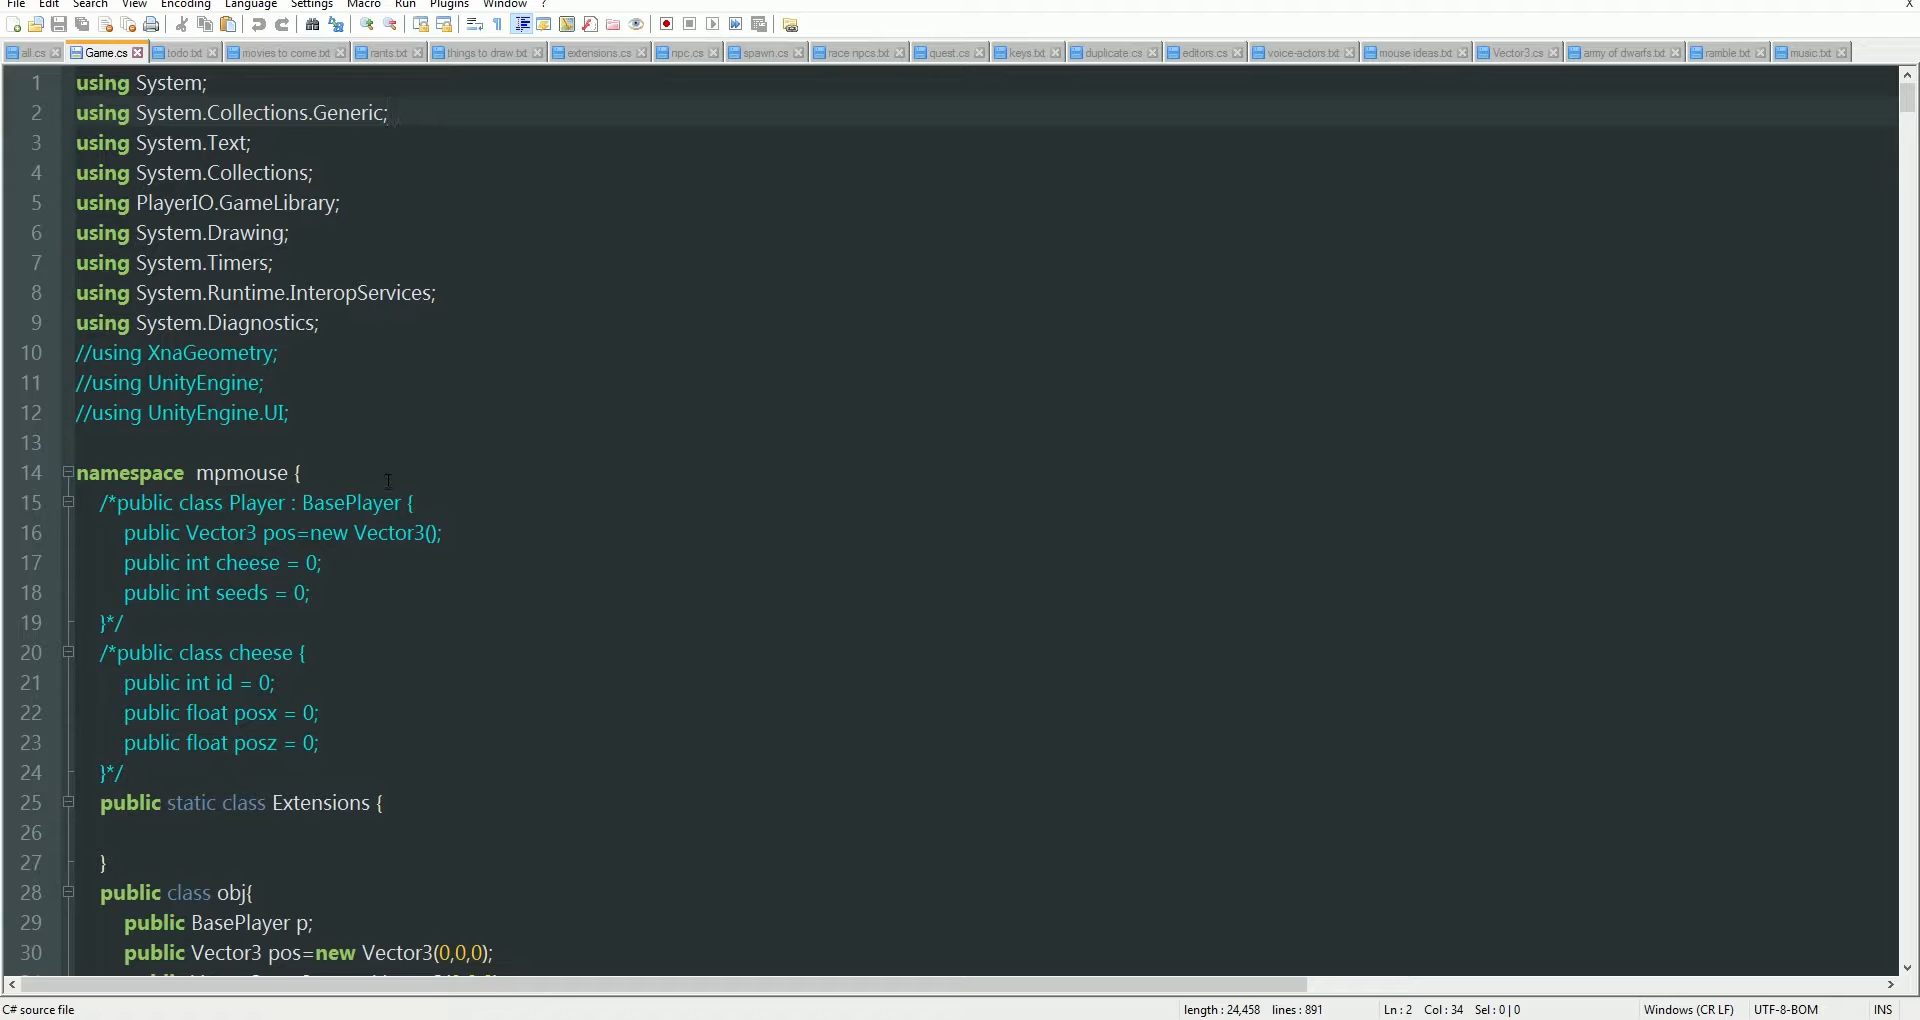 File Edit Search View Encoding Language Settings Macro Run Plugins Window ? X
all.cs Game.cs todo.txt movies to come.txt rants.txt things to draw.txt extensions.cs npc.cs spawn.cs race npcs.txt quest.cs keys.txt duplicate.cs editors.cs voice-actors.txt mouse ideas.txt Vector3.cs army of dwarfs.txt ramble.txt music.txt
1 using System;
2 using System.Collections.Generic;
3 using System.Text;
4 using System.Collections;
5 using PlayerIO.GameLibrary;
6 using System.Drawing;
7 using System.Timers;
8 using System.Runtime.InteropServices;
9 using System.Diagnostics;
10 //using XnaGeometry;
11 //using UnityEngine;
12 //using UnityEngine.UI;
13
14 namespace mpmouse {
15 /*public class Player : BasePlayer {
16 public Vector3 pos=new Vector3();
17 public int cheese = 0;
18 public int seeds = 0;
19 }*/
20 /*public class cheese {
21 public int id = 0;
22 public float posx = 0;
23 public float posz = 0;
24 }*/
25 public static class Extensions {
26
27 }
28 public class obj{
29 public BasePlayer p;
30 public Vector3 pos=new Vector3(0,0,0);
C# source file length : 24,458 lines : 891 Ln : 2 Col : 34 Sel : 0 | 0 Windows (CR LF) UTF-8-BOM INS